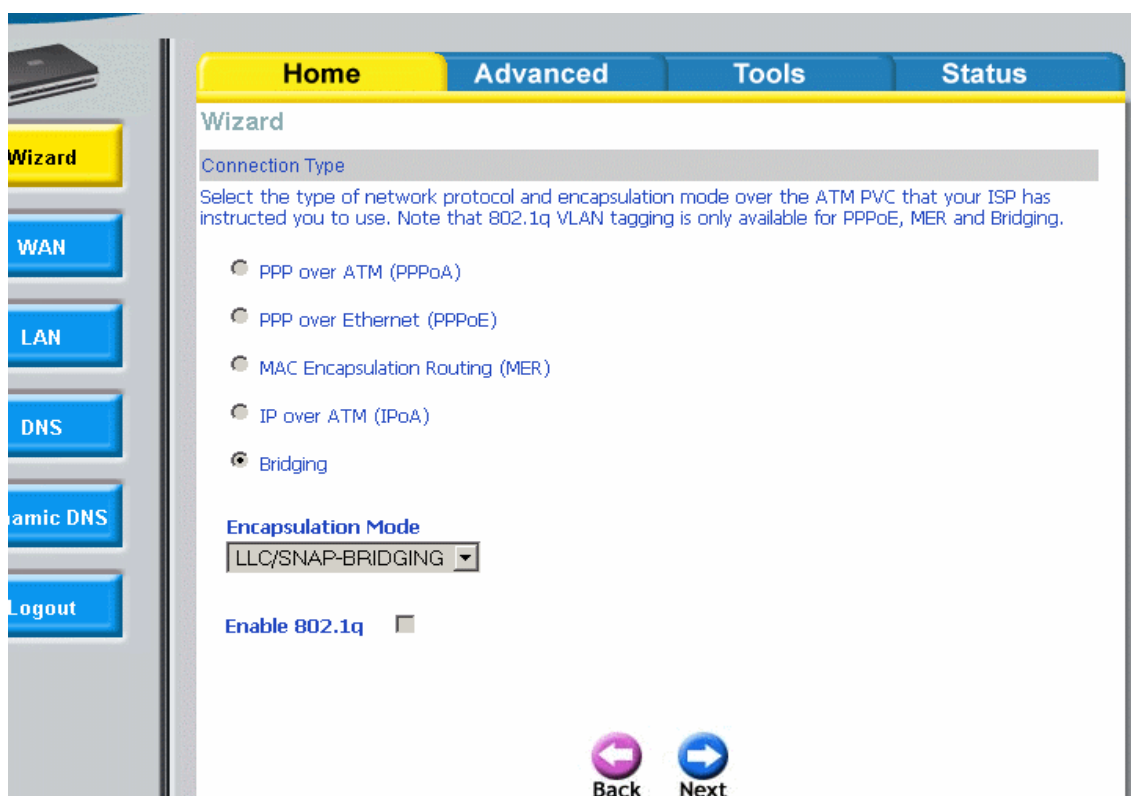 Home Advanced Tools Status
Wizard
WAN
LAN
DNS
namic DNS
Logout
Wizard
Connection Type
Select the type of network protocol and encapsulation mode over the ATM PVC that your ISP has
instructed you to use. Note that 802.1q VLAN tagging is only available for PPPoE, MER and Bridging.
PPP over ATM (PPPoA)
PPP over Ethernet (PPPoE)
MAC Encapsulation Routing (MER)
IP over ATM (IPoA)
Bridging
Encapsulation Mode
LLC/SNAP-BRIDGING
Enable 802.1q
Back Next